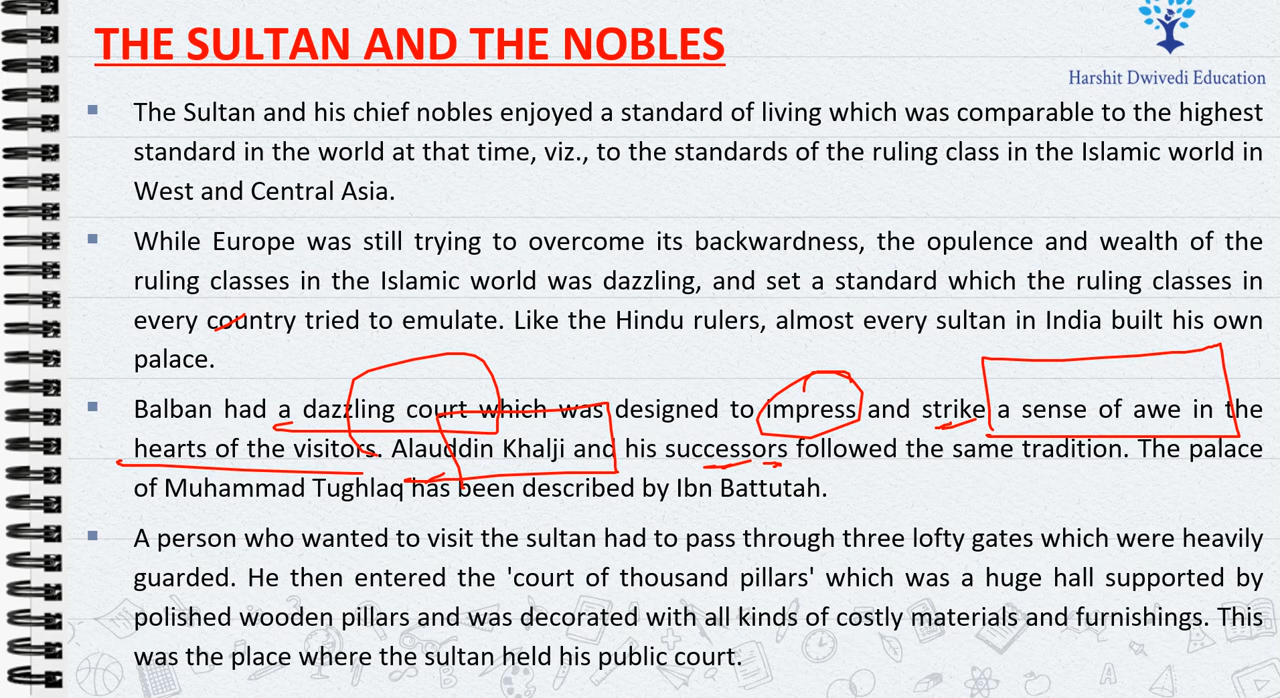 THE SULTAN AND THE NOBLES
Harshit Dwivedi Education
The Sultan and his chief nobles enjoyed a standard of living which was comparable to the highest
standard in the world at that time, viz., to the standards of the ruling class in the Islamic world in
West and Central Asia.
While Europe was still trying to overcome its backwardness, the opulence and wealth of the
ruling classes in the Islamic world was dazzling, and set a standard which the ruling classes in
every country tried to emulate. Like the Hindu rulers, almost every sultan in India built his own
palace.
Balban had a dazzling court which was designed to impress and strike a sense of awe in the
hearts of the visitors. Alauddin Khalji and his successors followed the same tradition. The palace
of Muhammad Tughlaq has been described by Ibn Battutah.
A person who wanted to visit the sultan had to pass through three lofty gates which were heavily
guarded. He then entered the 'court of thousand pillars' which was a huge hall supported by
polished wooden pillars and was decorated with all kinds of costly materials and furnishings. This
was the place where the sultan held his public court.